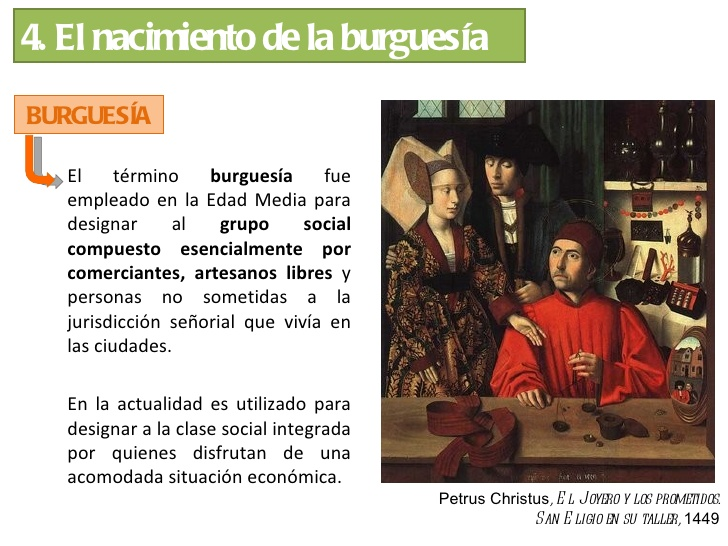 4. El nacimiento de la burguesía
BURGUESÍA
El término burguesía fue
empleado en la Edad Media para
designar al grupo social
compuesto esencialmente por
comerciantes, artesanos libres y
personas no sometidas a la
jurisdicción señorial que vivía en
las ciudades.
En la actualidad es utilizado para
designar a la clase social integrada
por quienes disfrutan de una
acomodada situación económica.
Petrus Christus, El Joyero y los prometidos.
San Eligio en su taller, 1449